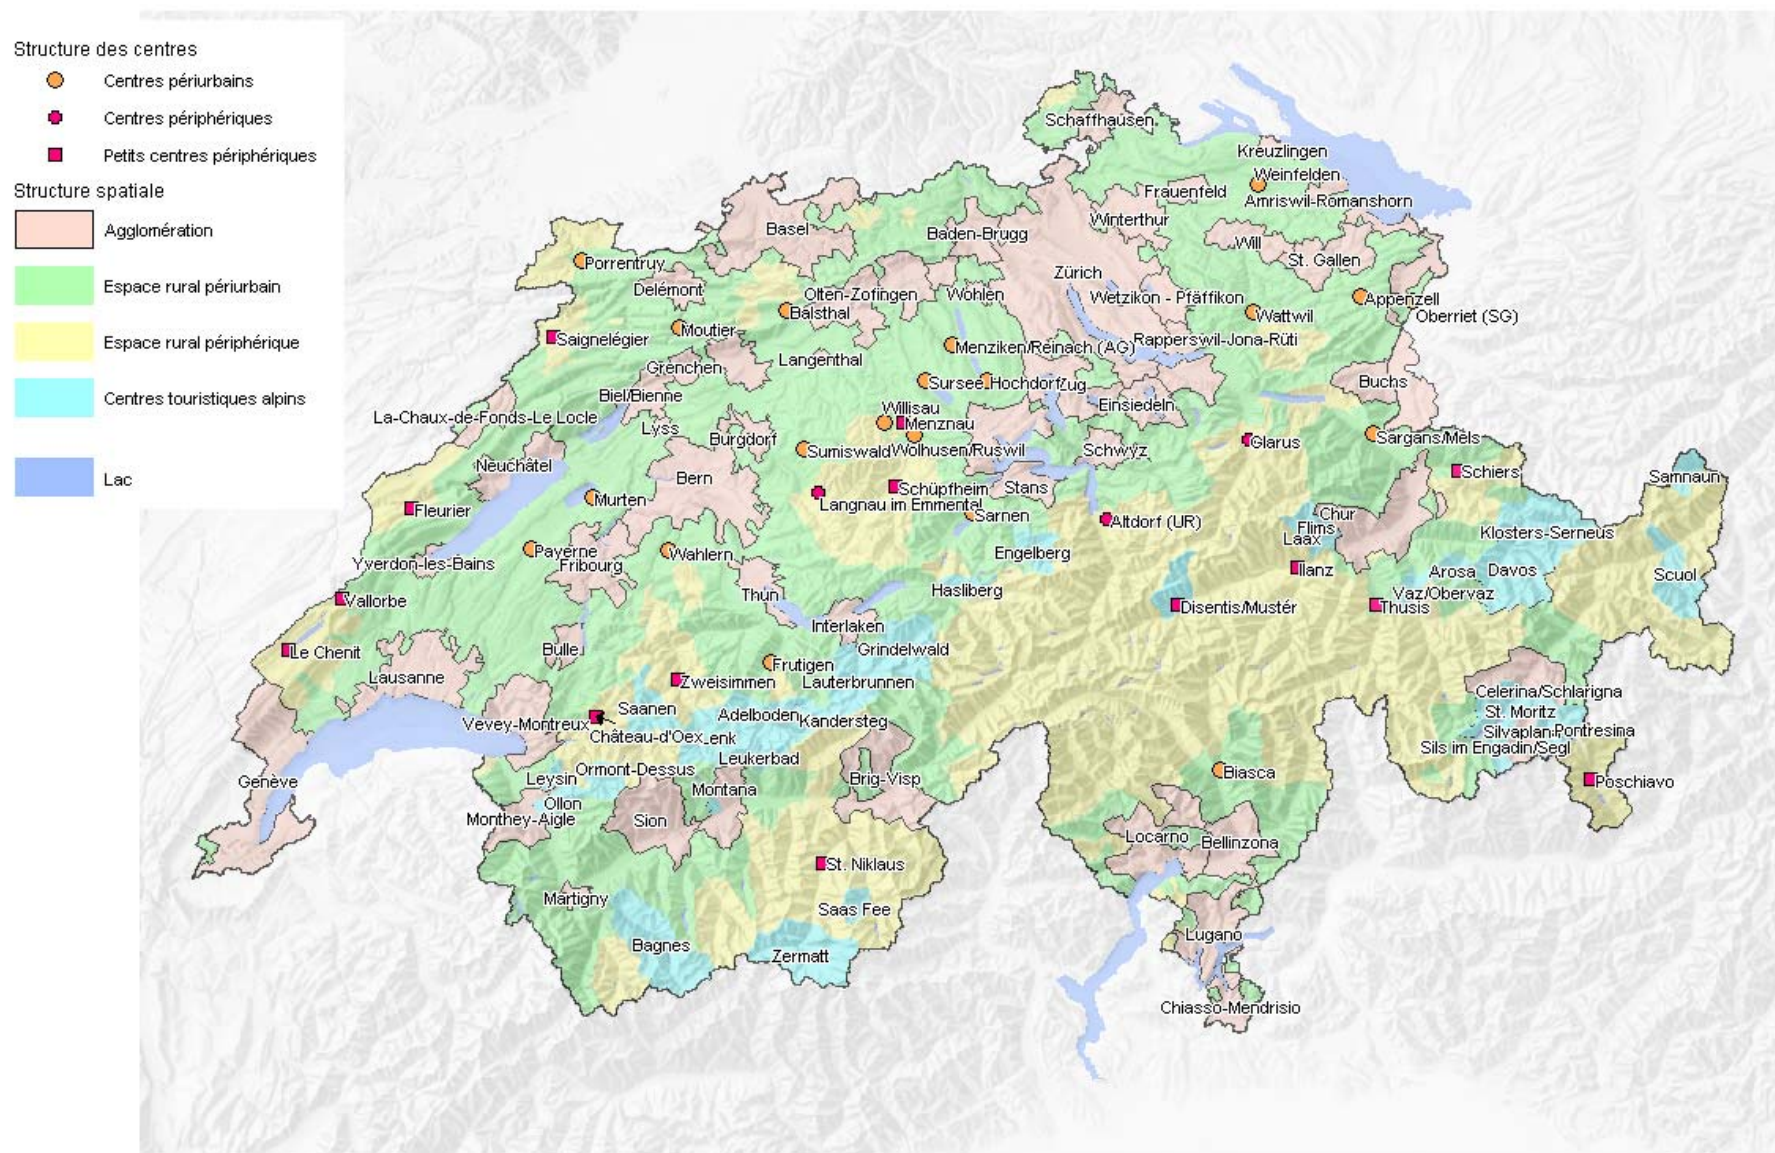 Structure des centres
Centres périurbains
Centres périphériques
Petits centres périphériques
Structure spatiale
Agglomération
Espace rural périurbain
Espace rural périphérique
Centres touristiques alpins
Lac
Schaffhausen
Kreuzlingen
Weinfelden
Frauenfeld
Amriswil-Romanshorn
Winterthur
Basel
Baden-Brugg
Will
St. Gallen
Porrentruy
Zürich
Delémont
Olten-Zofingen
Wohlen
Wetzikon - Pfäffikon
Appenzell
Balsthal
Wattwil
Oberriet (SG)
Moutier
Saignelégier
Menziken/Reinach (AG)
Rapperswil-Jona-Rüti
Langenthal
Grenchen
Sursee
Hochdorf
Zug
Buchs
Biel/Bienne
Einsiedeln
Willisau
La-Chaux-de-Fonds-Le Locle
Menznau
Lyss
Burgdorf
Glarus
Sargans/Mels
Sumiswald
Wolhusen/Ruswil
Schwyz
Neuchâtel
Schiers
Bern
Samnaun
Schüpfheim
Stans
Murten
Langnau im Emmental
Fleurier
Sarnen
Altdorf (UR)
Chur
Flims
Klosters-Serneus
Laax
Payerne
Wahlern
Engelberg
Yverdon-les-Bains
Fribourg
Ilanz
Arosa
Davos
Scuol
Hasliberg
Vaz/Obervaz
Thun
Vallorbe
Disentis/Mustér
Thusis
Interlaken
Le Chenit
Bulle
Grindelwald
Frutigen
Lausanne
Zweisimmen
Lauterbrunnen
Celerina/Schlarigna
Saanen
St. Moritz
Adelboden
Kandersteg
Vevey-Montreux
Silvaplana
Pontresina
Château-d'Oex
Lenk
Sils im Engadin/Segl
Leukerbad
Ormont-Dessus
Biasca
Leysin
Brig-Visp
Genève
Poschiavo
Montana
Ollon
Monthey-Aigle
Sion
Locarno
Bellinzona
St. Niklaus
Martigny
Saas Fee
Lugano
Bagnes
Zermatt
Chiasso-Mendrisio